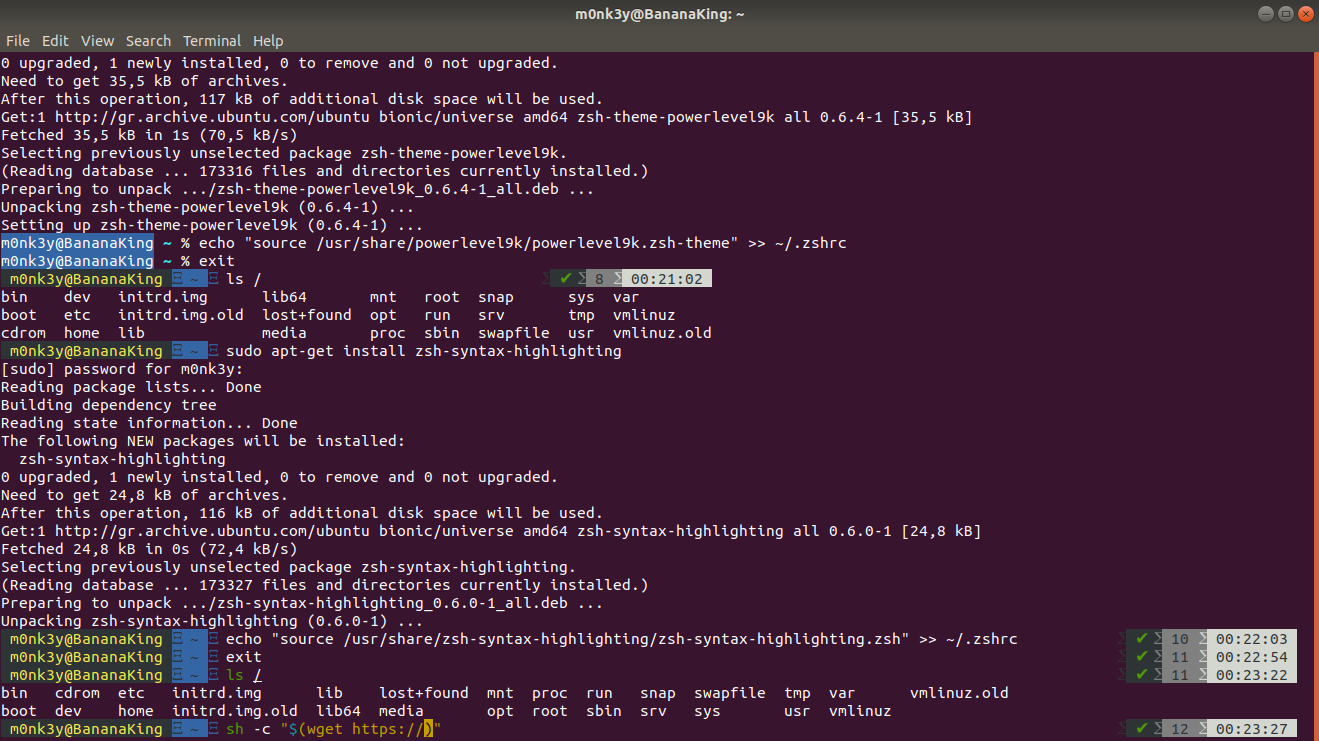 m0nk3y@BananaKing: ~
File Edit View Search Terminal Help
0 upgraded, 1 newly installed, 0 to remove and 0 not upgraded.
Need to get 35,5 kB of archives.
After this operation, 117 kB of additional disk space will be used.
Get:1 http://gr.archive.ubuntu.com/ubuntu bionic/universe amd64 zsh-theme-powerlevel9k all 0.6.4-1 [35,5 kB]
Fetched 35,5 kB in 1s (70,5 kB/s)
Selecting previously unselected package zsh-theme-powerlevel9k.
(Reading database ... 173316 files and directories currently installed.)
Preparing to unpack .../zsh-theme-powerlevel9k_0.6.4-1_all.deb ...
Unpacking zsh-theme-powerlevel9k (0.6.4-1) ...
Setting up zsh-theme-powerlevel9k (0.6.4-1) ...
m0nk3y@BananaKing ~ % echo "source /usr/share/powerlevel9k/powerlevel9k.zsh-theme" >> ~/.zshrc
m0nk3y@BananaKing ~ % exit
m0nk3y@BananaKing Ξ ~ Ξ ls / Σ ✔ Σ 8 Σ 00:21:02
bin dev initrd.img lib64 mnt root snap sys var
boot etc initrd.img.old lost+found opt run srv tmp vmlinuz
cdrom home lib media proc sbin swapfile usr vmlinuz.old
m0nk3y@BananaKing Ξ ~ Ξ sudo apt-get install zsh-syntax-highlighting
[sudo] password for m0nk3y:
Reading package lists... Done
Building dependency tree
Reading state information... Done
The following NEW packages will be installed:
zsh-syntax-highlighting
0 upgraded, 1 newly installed, 0 to remove and 0 not upgraded.
Need to get 24,8 kB of archives.
After this operation, 116 kB of additional disk space will be used.
Get:1 http://gr.archive.ubuntu.com/ubuntu bionic/universe amd64 zsh-syntax-highlighting all 0.6.0-1 [24,8 kB]
Fetched 24,8 kB in 0s (72,4 kB/s)
Selecting previously unselected package zsh-syntax-highlighting.
(Reading database ... 173327 files and directories currently installed.)
Preparing to unpack .../zsh-syntax-highlighting_0.6.0-1_all.deb ...
Unpacking zsh-syntax-highlighting (0.6.0-1) ...
m0nk3y@BananaKing Ξ ~ Ξ echo "source /usr/share/zsh-syntax-highlighting/zsh-syntax-highlighting.zsh" >> ~/.zshrc Σ ✔ Σ 10 Σ 00:22:03
m0nk3y@BananaKing Ξ ~ Ξ exit Σ ✔ Σ 11 Σ 00:22:54
m0nk3y@BananaKing Ξ ~ Ξ ls / Σ ✔ Σ 11 Σ 00:23:22
bin cdrom etc initrd.img lib lost+found mnt proc run snap swapfile tmp var vmlinuz.old
boot dev home initrd.img.old lib64 media opt root sbin srv sys usr vmlinuz
m0nk3y@BananaKing Ξ ~ Ξ sh -c "$(wget https://)" Σ ✔ Σ 12 Σ 00:23:27